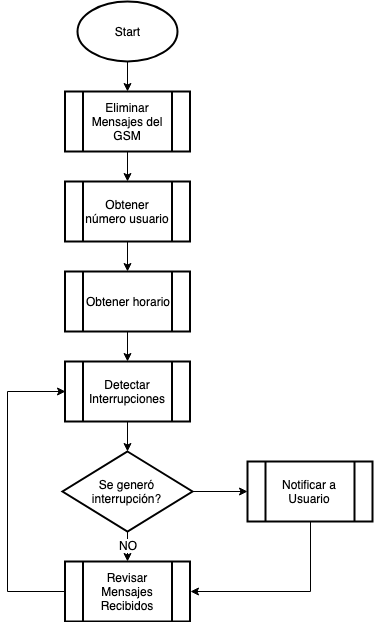 Start
Eliminar
Mensajes del
GSM
Obtener
número usuario
Obtener horario
Detectar
Interrupciones
Se generó
interrupción?
Notificar a
Usuario
NO
Revisar
Mensajes
Recibidos